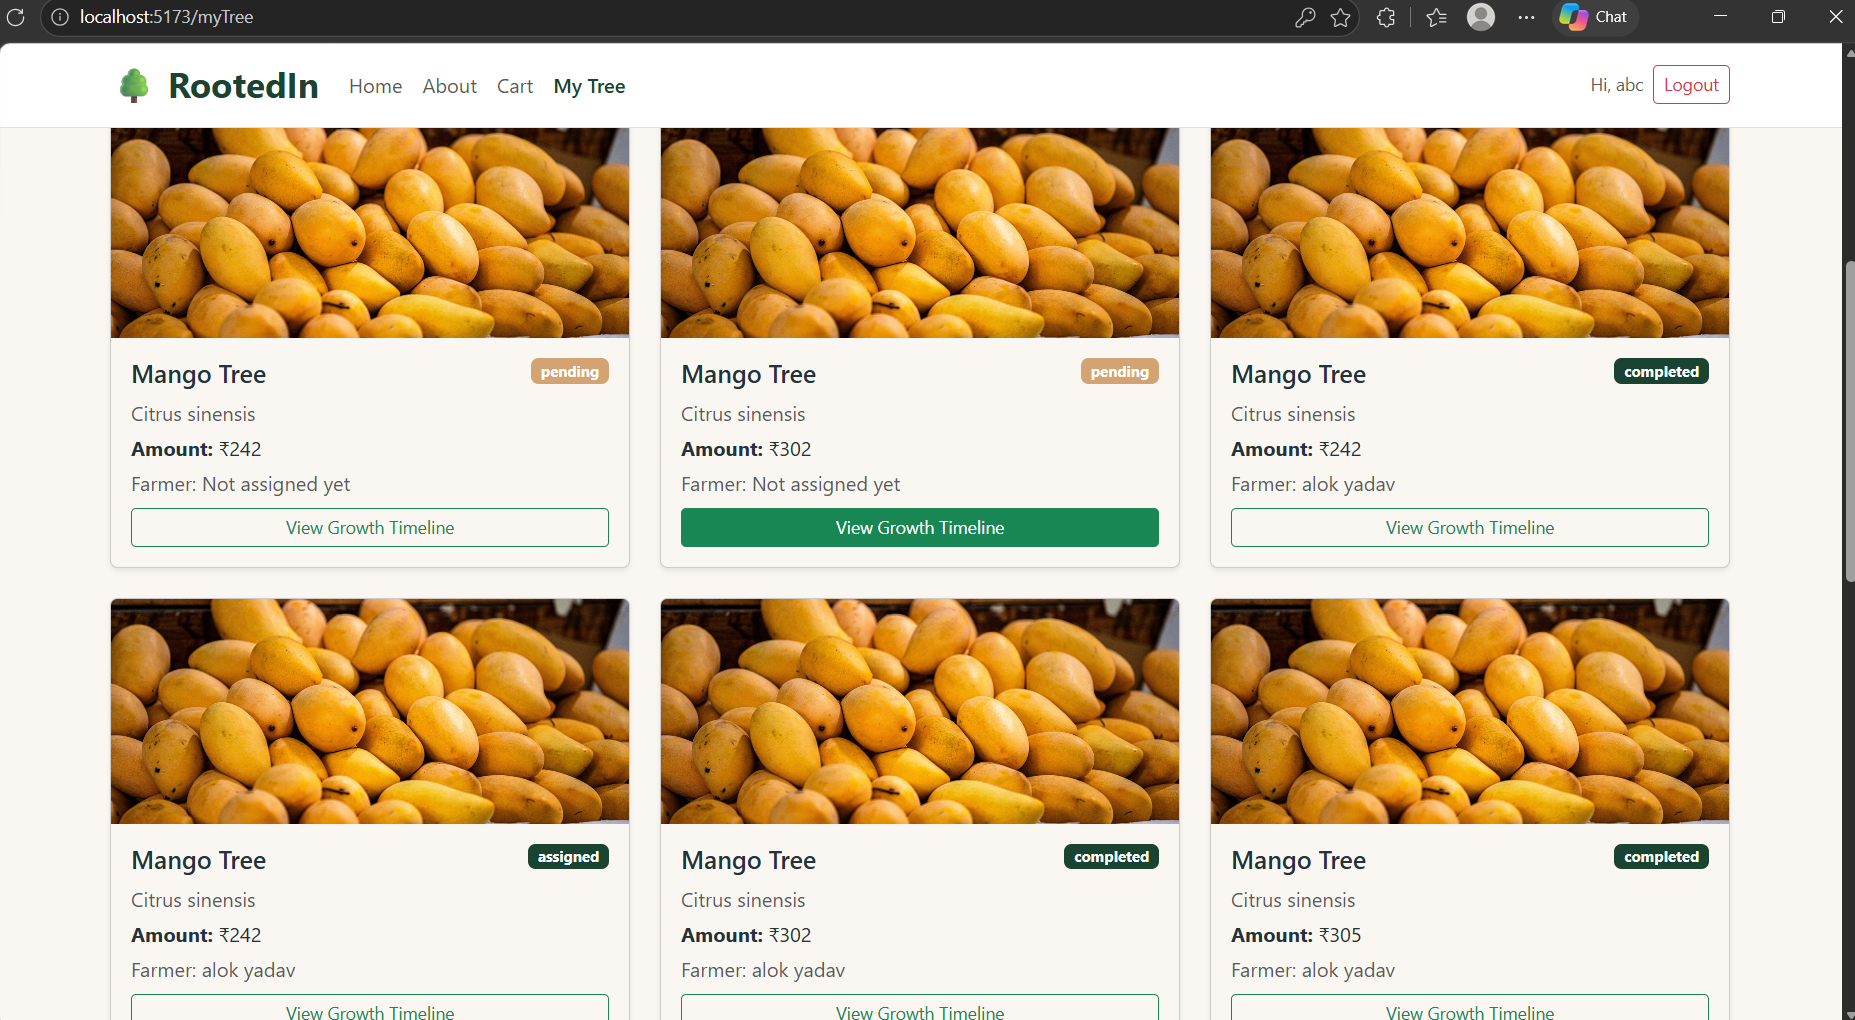 localhost:5173/myTree
Chat
RootedIn
Home
About
Cart
My Tree
Hi, abc
Logout
Mango Tree
pending
Citrus sinensis
Amount: ₹242
Farmer: Not assigned yet
View Growth Timeline
Mango Tree
pending
Citrus sinensis
Amount: ₹302
Farmer: Not assigned yet
View Growth Timeline
Mango Tree
completed
Citrus sinensis
Amount: ₹242
Farmer: alok yadav
View Growth Timeline
Mango Tree
assigned
Citrus sinensis
Amount: ₹242
Farmer: alok yadav
View Growth Timeline
Mango Tree
completed
Citrus sinensis
Amount: ₹302
Farmer: alok yadav
View Growth Timeline
Mango Tree
completed
Citrus sinensis
Amount: ₹305
Farmer: alok yadav
View Growth Timeline